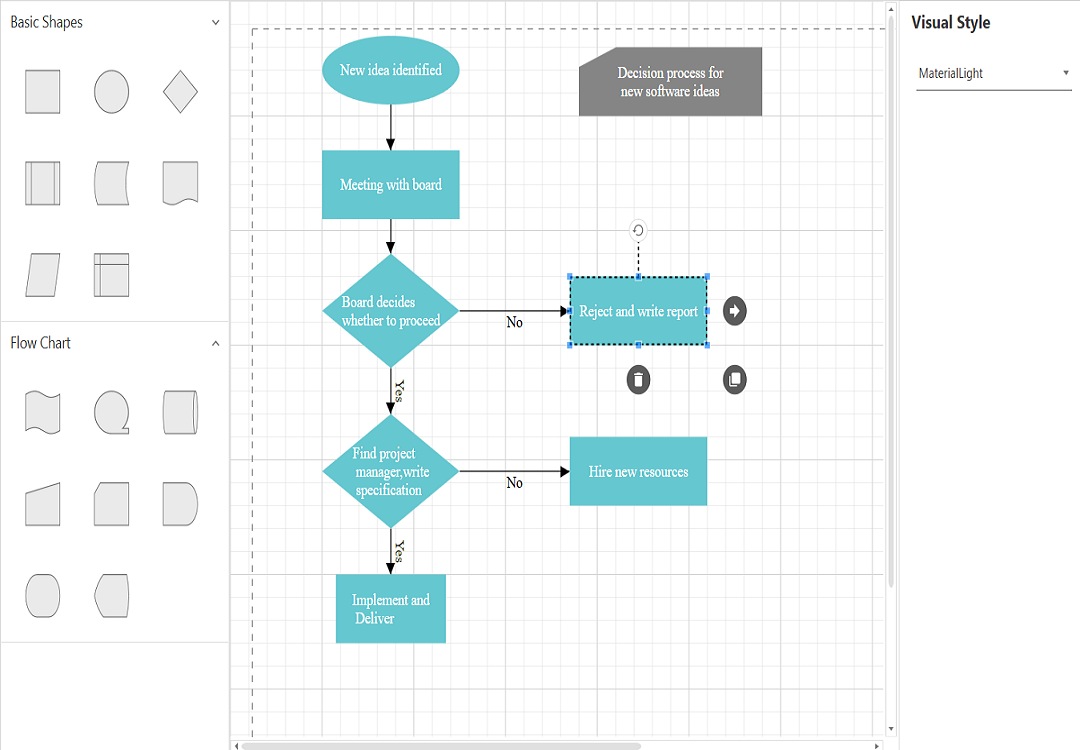 Basic Shapes
Flow Chart
New idea identified
Decision process for
new software ideas
Meeting with board
Board decides
whether to proceed
No
Reject and write report
Yes
Find project
manager,write
specification
No
Hire new resources
Yes
Implement and
Deliver
Visual Style
MaterialLight